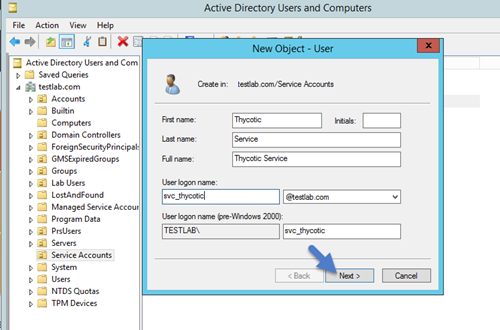 Active Directory Users and Computers
File Action View Help
Active Directory Users and Com
Saved Queries
testlab.com
Accounts
Builtin
Computers
Domain Controllers
ForeignSecurityPrincipals
GMSExpiredGroups
Groups
Lab Users
LostAndFound
Managed Service Accour
Program Data
PrsUsers
Servers
Service Accounts
System
Users
NTDS Quotas
TPM Devices
New Object - User
Create in: testlab.com/Service Accounts
First name: Thycotic Initials:
Last name: Service
Full name: Thycotic Service
User logon name:
svc_thycotic @testlab.com
User logon name (pre-Windows 2000):
TESTLAB\ svc_thycotic
< Back Next > Cancel